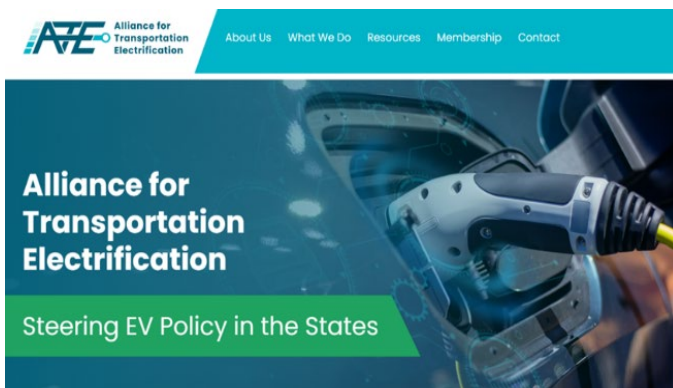 ATE
Alliance for
Transportation
Electrification
About Us What We Do Resources Membership Contact
Alliance for
Transportation
Electrification
Steering EV Policy in the States